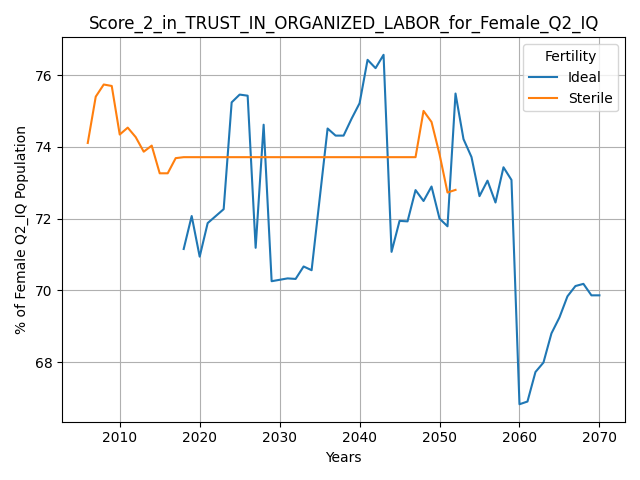 Score_2_in_TRUST_IN_ORGANIZED_LABOR_for_Female_Q2_IQ
Fertility
Ideal
Sterile
% of Female Q2_IQ Population
76
74
72
70
68
2010 2020 2030 2040 2050 2060 2070
Years